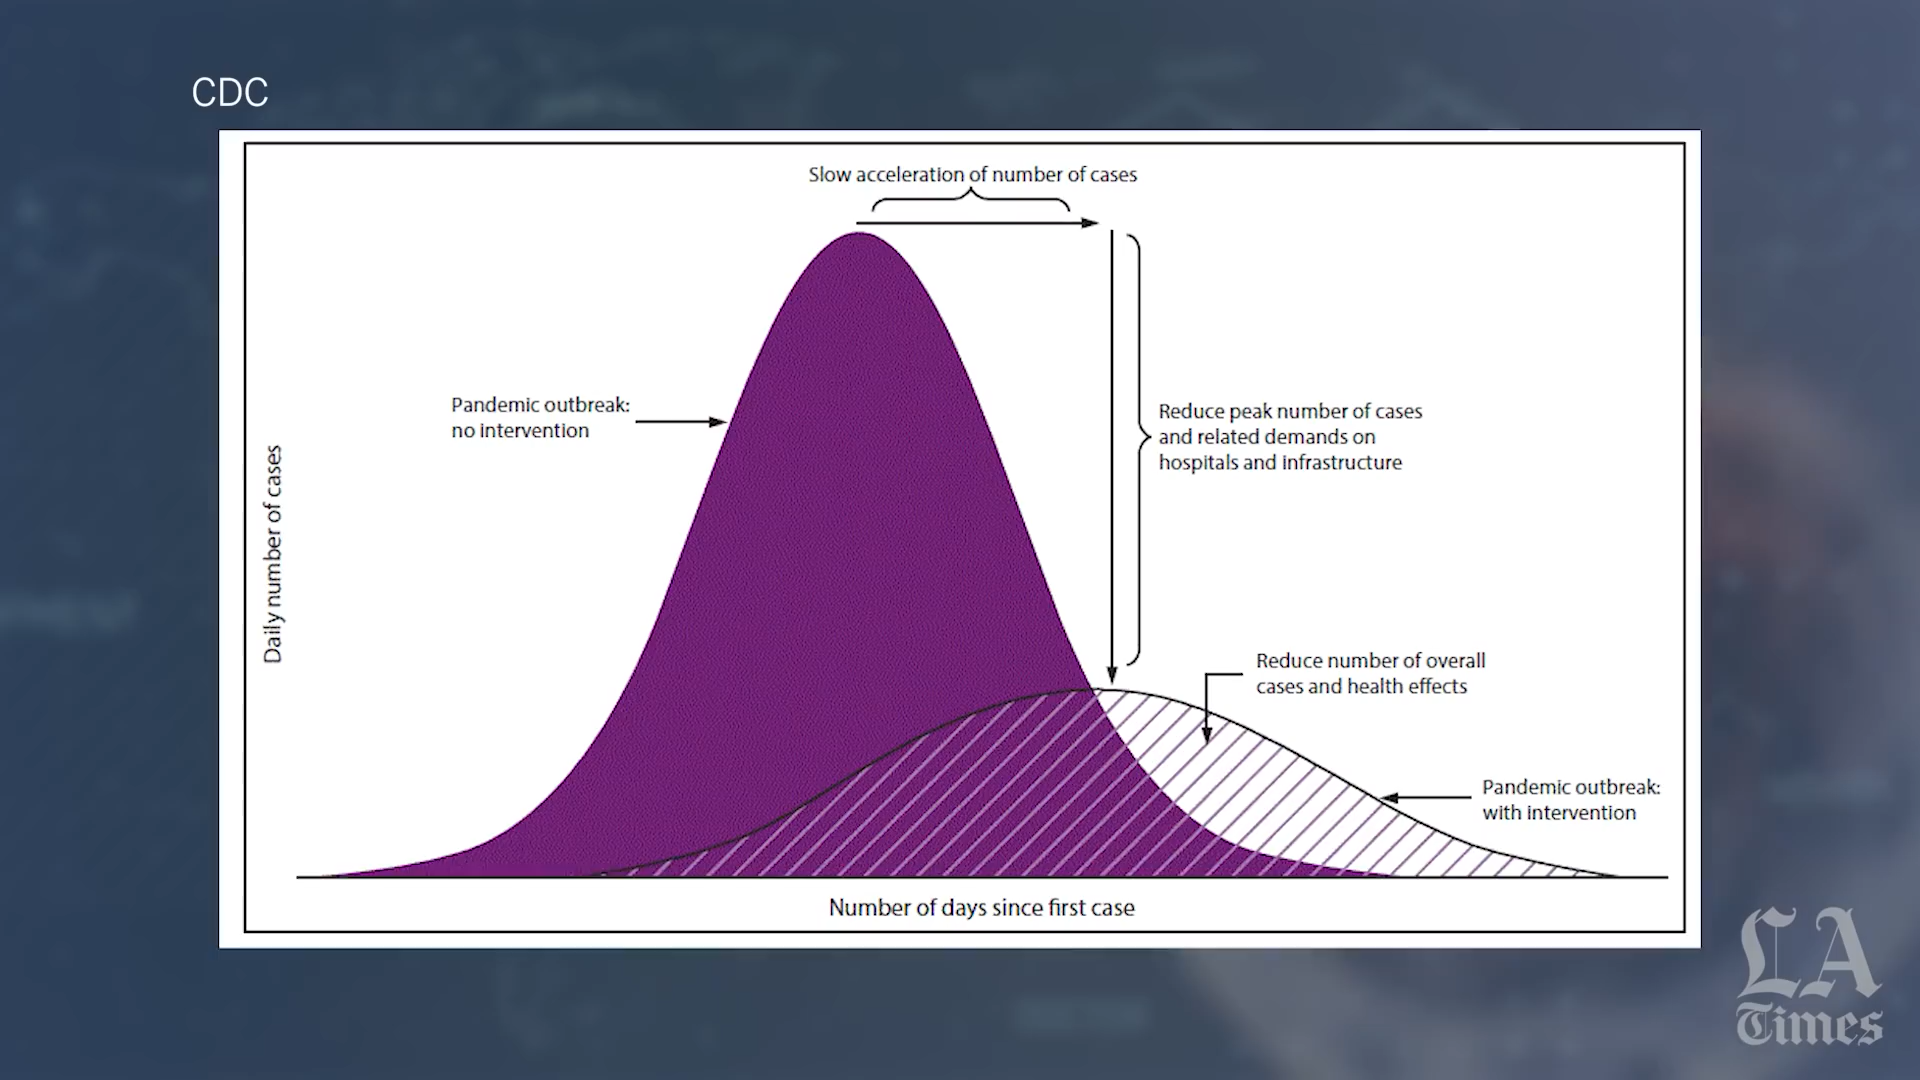 CDC
Slow acceleration of number of cases
Pandemic outbreak:
no intervention
Reduce peak number of cases
and related demands on
hospitals and infrastructure
Daily number of cases
Reduce number of overall
cases and health effects
Pandemic outbreak:
with intervention
Number of days since first case
LA
Times